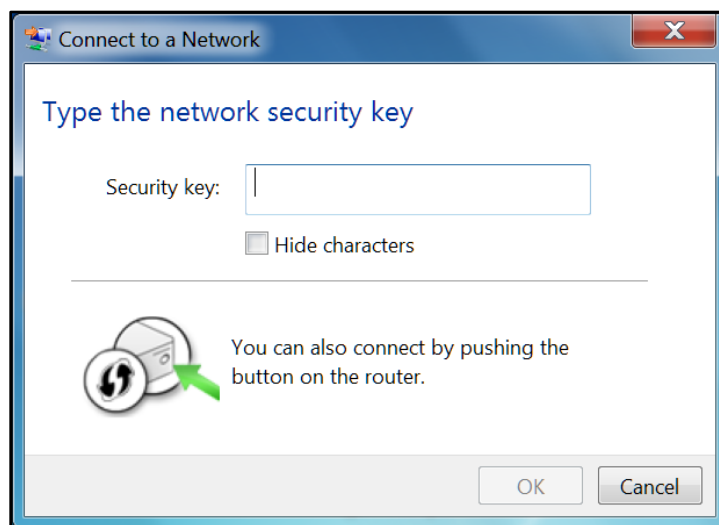 Connect to a Network
Type the network security key
Security key:
Hide characters
You can also connect by pushing the
button on the router.
OK
Cancel